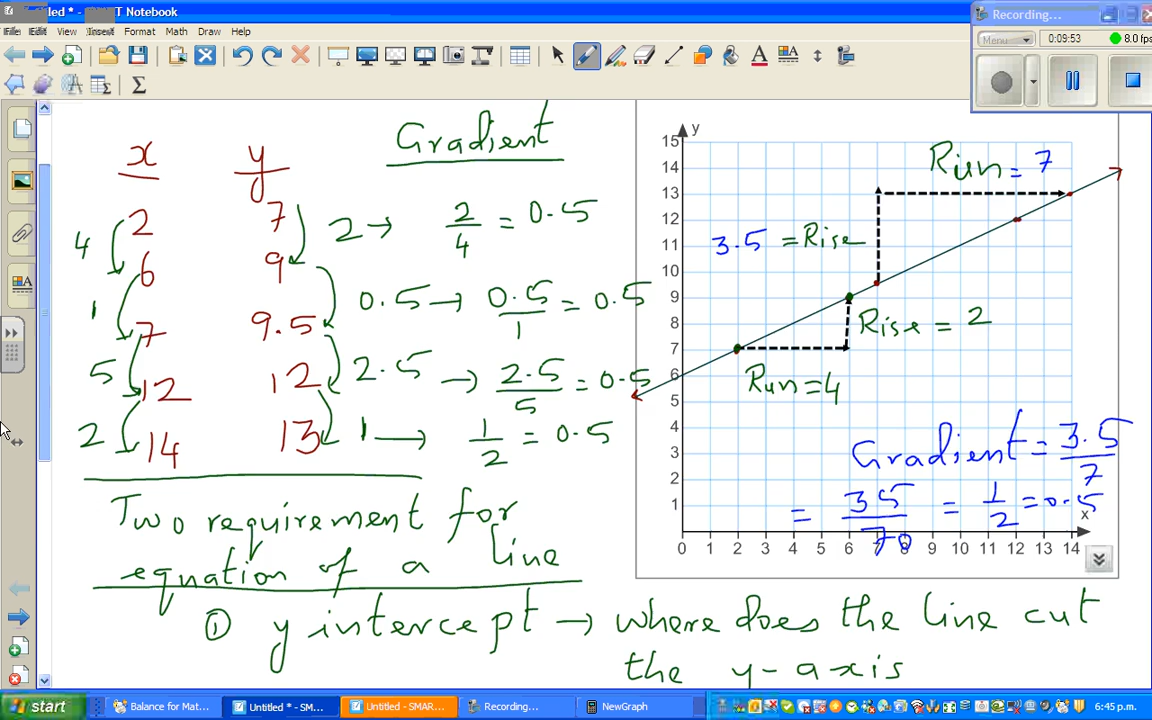 Untitled * - SMART Notebook
Recording...
File Edit View Insert Format Math Draw Help
Menu
0:09:53
8.0 fps
Gradient
x y
2 7
6 9
7 9.5
12 12
14 13
4 2 → 2/4 = 0.5
1 0.5 → 0.5/1 = 0.5
5 2.5 → 2.5/5 = 0.5
2 1 → 1/2 = 0.5
Two requirement for
equation of a line
① y intercept → where does the line cut
the y-axis
y
15
14
13
12
11
10
9
8
7
6
5
4
3
2
1
0 1 2 3 4 5 6 7 8 9 10 11 12 13 14
x
Run = 7
3.5 = Rise
Rise = 2
Run = 4
Gradient = 3.5/7
= 35/70 = 1/2 = 0.5
start
Balance for Mat...
Untitled * - SM...
Untitled - SMAR...
Recording...
NewGraph
6:45 p.m.